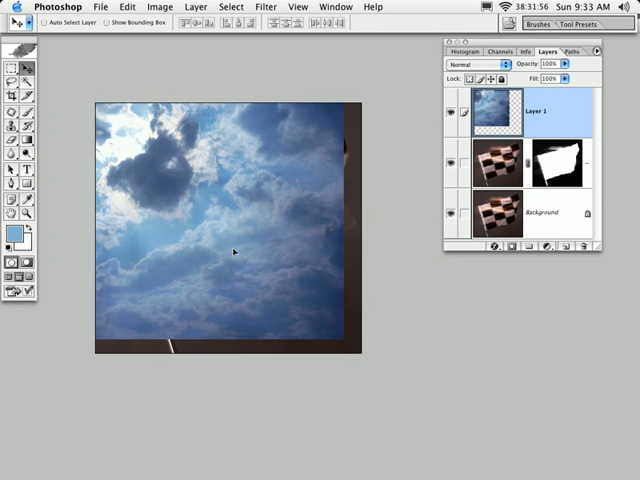 Photoshop File Edit Image Layer Select Filter View Window Help 38:31:56 Sun 9:33 AM
Auto Select Layer Show Bounding Box Brushes Tool Presets
Histogram Channels Info Layers Paths
Normal Opacity: 100%
Lock: Fill: 100%
Layer 1
Background